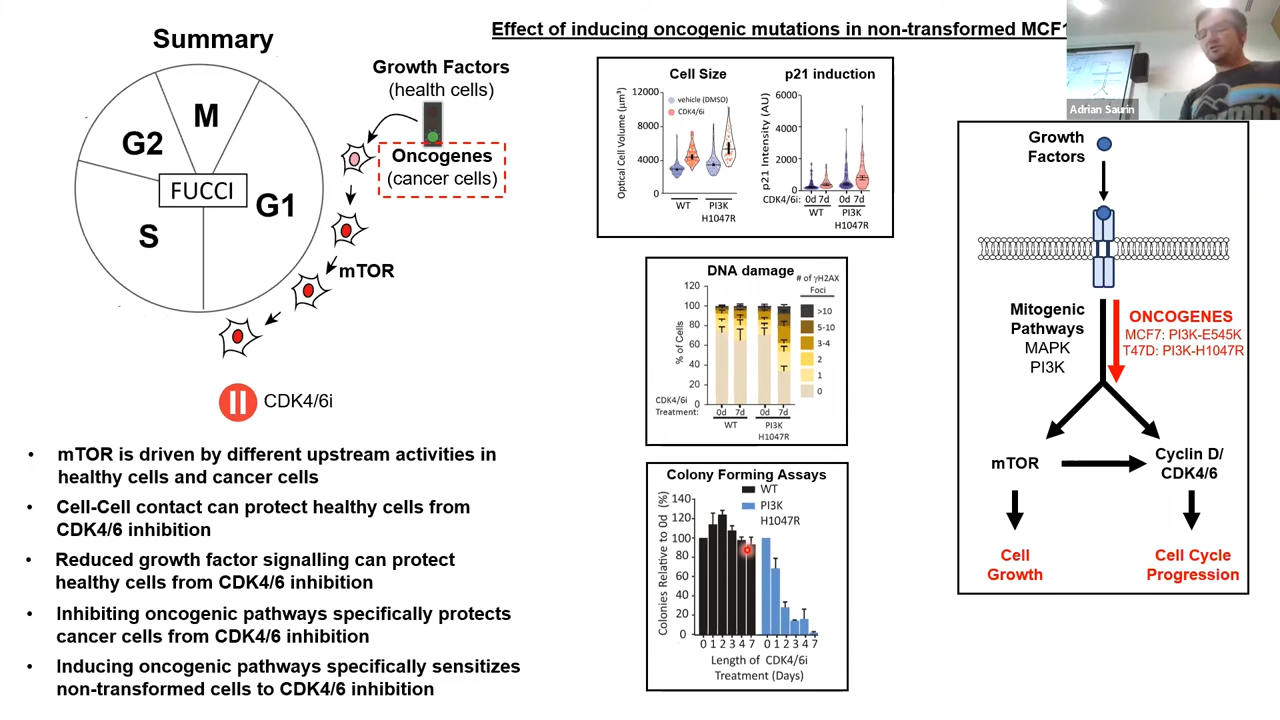 Effect of inducing oncogenic mutations in non-transformed MCF1
Adrian Saurin
Summary
M
G2
G1
S
FUCCI
Growth Factors
(health cells)
Oncogenes
(cancer cells)
mTOR
CDK4/6i
• mTOR is driven by different upstream activities in
healthy cells and cancer cells
• Cell-Cell contact can protect healthy cells from
CDK4/6 inhibition
• Reduced growth factor signalling can protect
healthy cells from CDK4/6 inhibition
• Inhibiting oncogenic pathways specifically protects
cancer cells from CDK4/6 inhibition
• Inducing oncogenic pathways specifically sensitizes
non-transformed cells to CDK4/6 inhibition
Cell Size
vehicle (DMSO)
CDK4/6i
Optical Cell Volume (µm³)
12000
8000
4000
0
WT
PI3K
H1047R
p21 induction
p21 Intensity (AU)
6000
4000
2000
0
CDK4/6i: 0d 7d 0d 7d
WT
PI3K
H1047R
DNA damage
# of γH2AX
Foci
>10
5-10
3-4
2
1
0
% of Cells
120
100
80
60
40
20
0
CDK4/6i
Treatment: 0d 7d 0d 7d
WT
PI3K
H1047R
Colony Forming Assays
WT
PI3K
H1047R
Colonies Relative to 0d (%)
140
120
100
80
60
40
20
0
0 1 2 3 4 7 0 1 2 3 4 7
Length of CDK4/6i
Treatment (Days)
Growth
Factors
Mitogenic
Pathways
MAPK
PI3K
ONCOGENES
MCF7: PI3K-E545K
T47D: PI3K-H1047R
mTOR
Cyclin D/
CDK4/6
Cell
Growth
Cell Cycle
Progression